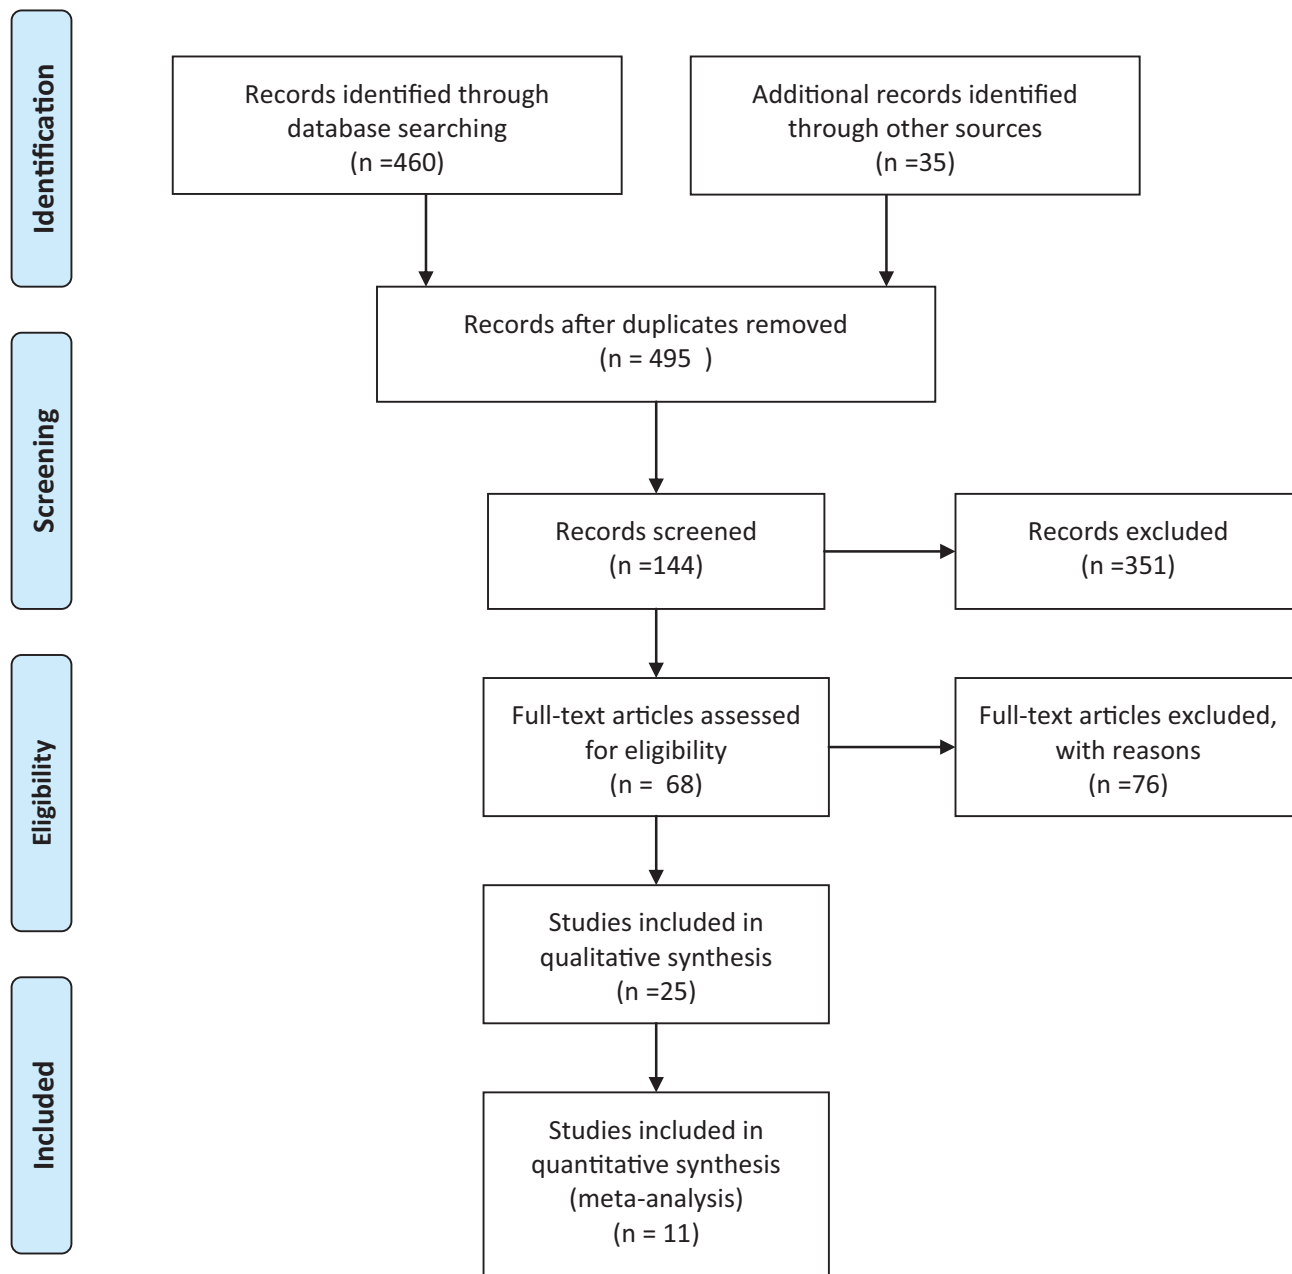 Identification
Records identified through
database searching
(n =460)
Additional records identified
through other sources
(n =35)
Records after duplicates removed
(n = 495  )
Screening
Records screened
(n =144)
Records excluded
(n =351)
Eligibility
Full-text articles assessed
for eligibility
(n =  68)
Full-text articles excluded,
with reasons
(n =76)
Studies included in
qualitative synthesis
(n =25)
Included
Studies included in
quantitative synthesis
(meta-analysis)
(n = 11)